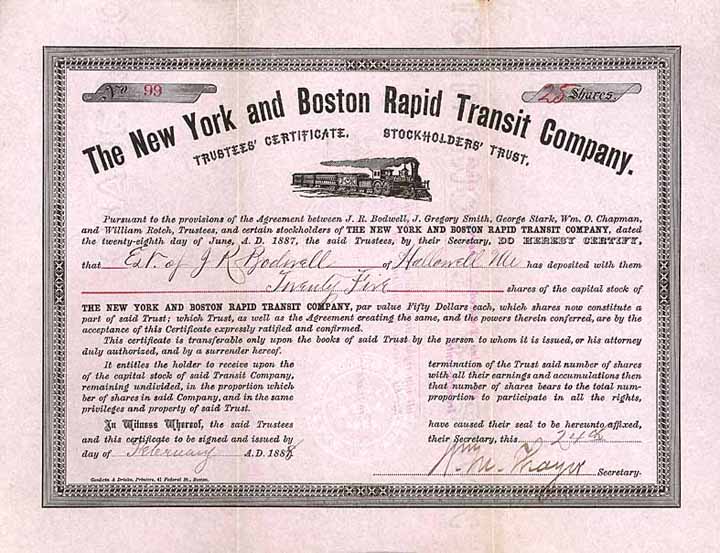 No 99
25 Shares.
The New York and Boston Rapid Transit Company.
TRUSTEES' CERTIFICATE. STOCKHOLDERS' TRUST.
Pursuant to the provisions of the Agreement between J. R. Bodwell, J. Gregory Smith, George Stark, Wm. O. Chapman,
and William Rotch, Trustees, and certain stockholders of THE NEW YORK AND BOSTON RAPID TRANSIT COMPANY, dated
the twenty-eighth day of June, A. D. 1887, the said Trustees, by their Secretary, DO HEREBY CERTIFY,
that Ex. of J R Bodwell of Hallowell Me has deposited with them
Twenty Five shares of the capital stock of
THE NEW YORK AND BOSTON RAPID TRANSIT COMPANY, par value Fifty Dollars each, which shares now constitute a
part of said Trust; which Trust, as well as the Agreement creating the same, and the powers therein conferred, are by the
acceptance of this Certificate expressly ratified and confirmed.
This certificate is transferable only upon the books of said Trust by the person to whom it is issued, or his attorney
duly authorized, and by a surrender hereof.
It entitles the holder to receive upon the termination of the Trust said number of shares
of the capital stock of said Transit Company, with all their earnings and accumulations then
remaining undivided, in the proportion which that number of shares bears to the total num-
ber of shares in said Company, and in the same proportion to participate in all the rights,
privileges and property of said Trust.
In Witness Whereof, the said Trustees have caused their seal to be hereunto affixed,
and this certificate to be signed and issued by their Secretary, this 24th
day of February A.D. 1888
Wm. Thayer Secretary.
Goodwin & Drisko, Printers, 41 Federal St., Boston.